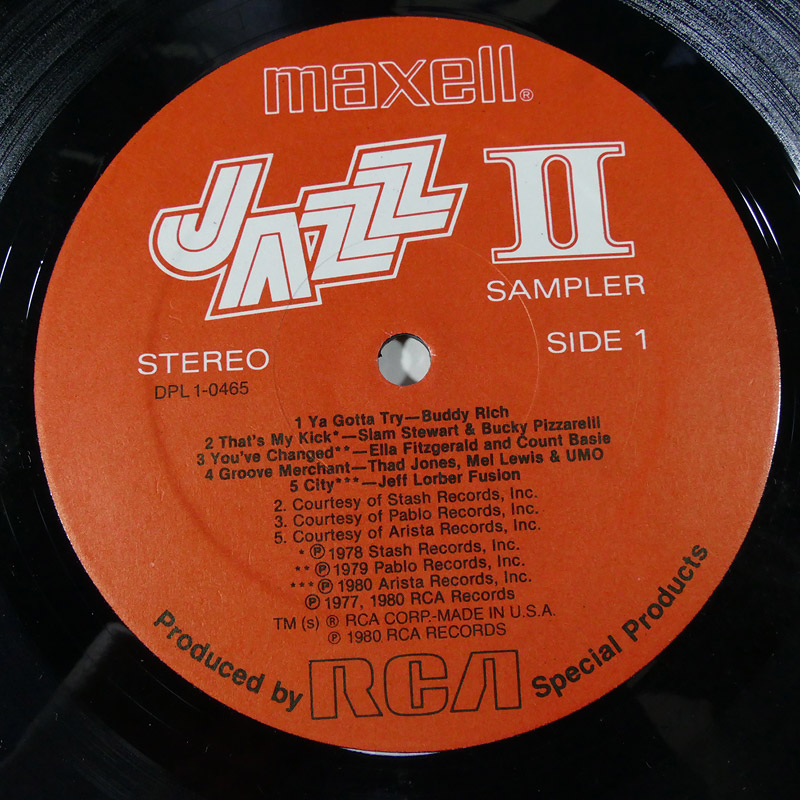 maxell®
JAZZ II
SAMPLER
STEREO
SIDE 1
DPL 1-0465
1 Ya Gotta Try—Buddy Rich
2 That's My Kick*—Slam Stewart & Bucky Pizzarelli
3 You've Changed**—Ella Fitzgerald and Count Basie
4 Groove Merchant—Thad Jones, Mel Lewis & UMO
5 City***—Jeff Lorber Fusion
2. Courtesy of Stash Records, Inc.
3. Courtesy of Pablo Records, Inc.
5. Courtesy of Arista Records, Inc.
* ℗ 1978 Stash Records, Inc.
** ℗ 1979 Pablo Records, Inc.
*** ℗ 1980 Arista Records, Inc.
℗ 1977, 1980 RCA Records
TM (s) ® RCA CORP.-MADE IN U.S.A.
℗ 1980 RCA RECORDS
Produced by RCA Special Products